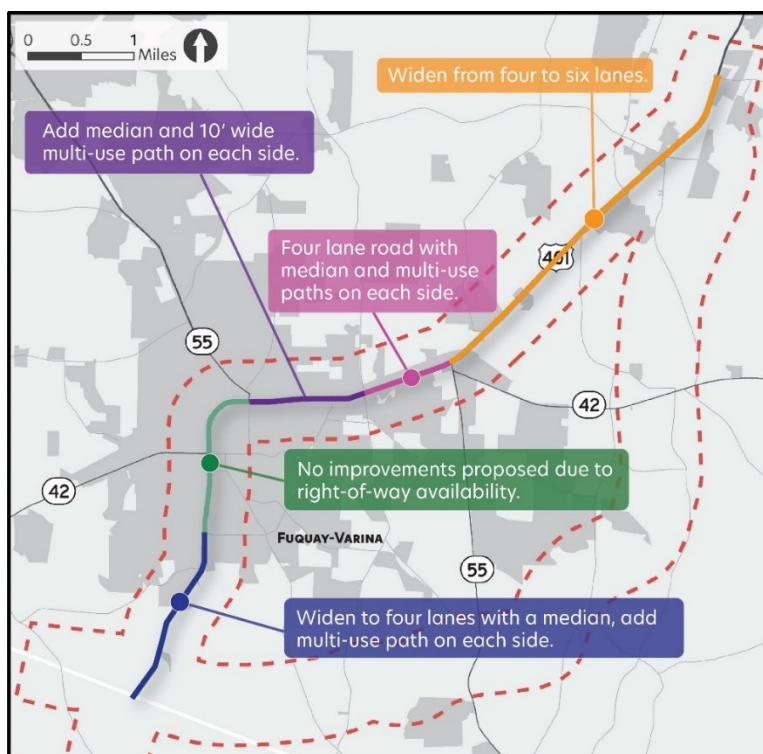 0 0.5 1
Miles
Widen from four to six lanes.
Add median and 10' wide
multi-use path on each side.
Four lane road with
median and multi-use
paths on each side.
401
55
42
No improvements proposed due to
right-of-way availability.
42
FUQUAY-VARINA
55
Widen to four lanes with a median, add
multi-use path on each side.